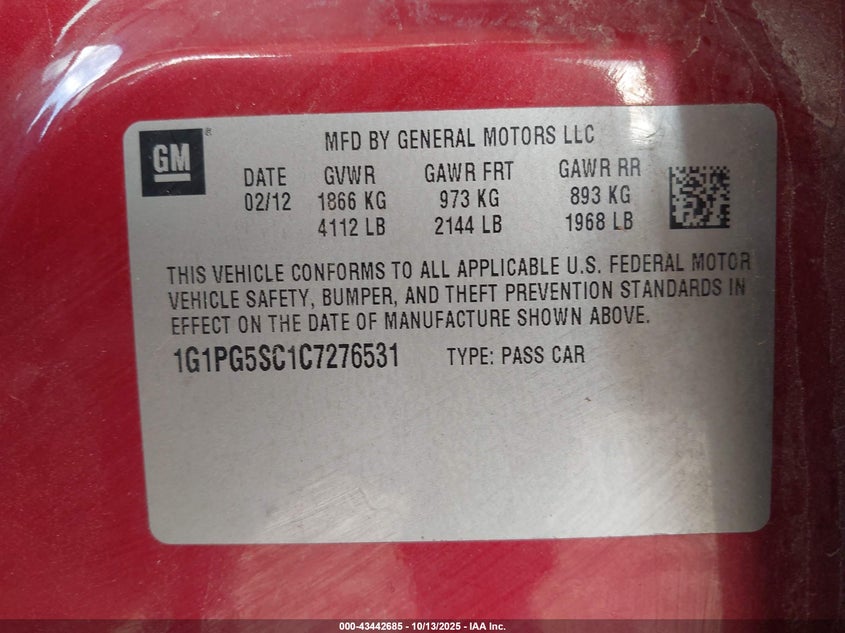 GM
MFD BY GENERAL MOTORS LLC
DATE GVWR GAWR FRT GAWR RR
02/12 1866 KG 973 KG 893 KG
4112 LB 2144 LB 1968 LB
THIS VEHICLE CONFORMS TO ALL APPLICABLE U.S. FEDERAL MOTOR
VEHICLE SAFETY, BUMPER, AND THEFT PREVENTION STANDARDS IN
EFFECT ON THE DATE OF MANUFACTURE SHOWN ABOVE.
1G1PG5SC1C7276531 TYPE: PASS CAR
000-43442685 - 10/13/2025 - IAA Inc.